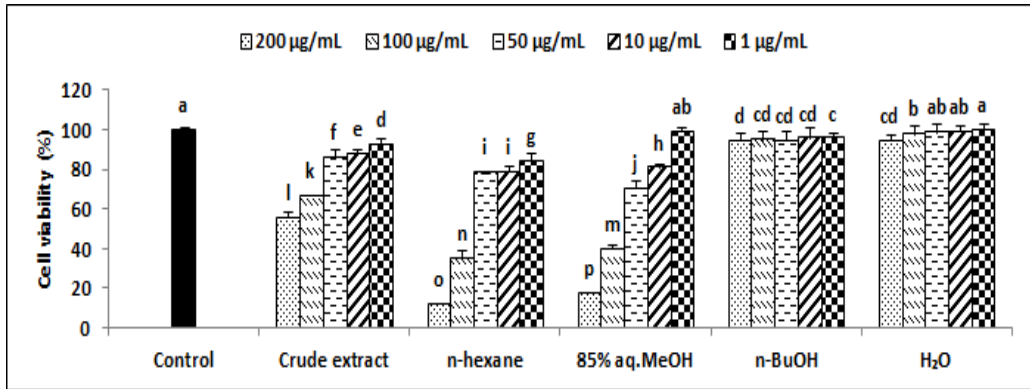 200 µg/mL 100 µg/mL 50 µg/mL 10 µg/mL 1 µg/mL
Cell viability (%)
120
100
80
60
40
20
0
a
l k f e d
o n i i g
p m j h ab
d cd cd cd c
cd b ab ab a
Control Crude extract n-hexane 85% aq.MeOH n-BuOH H₂O